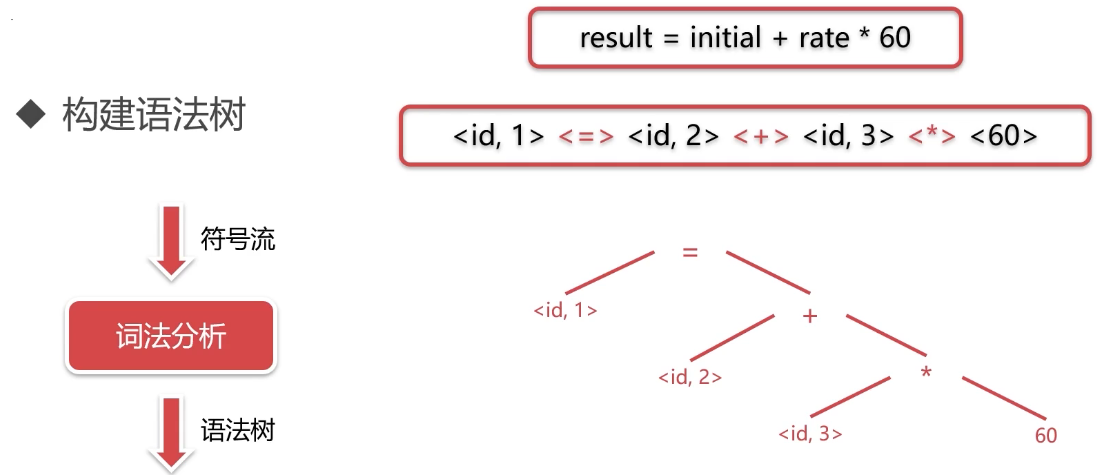 result = initial + rate * 60
◆ 构建语法树
<id, 1> <=> <id, 2> <+> <id, 3> <*> <60>
符号流
词法分析
语法树
=
<id, 1>
+
<id, 2>
*
<id, 3>
60